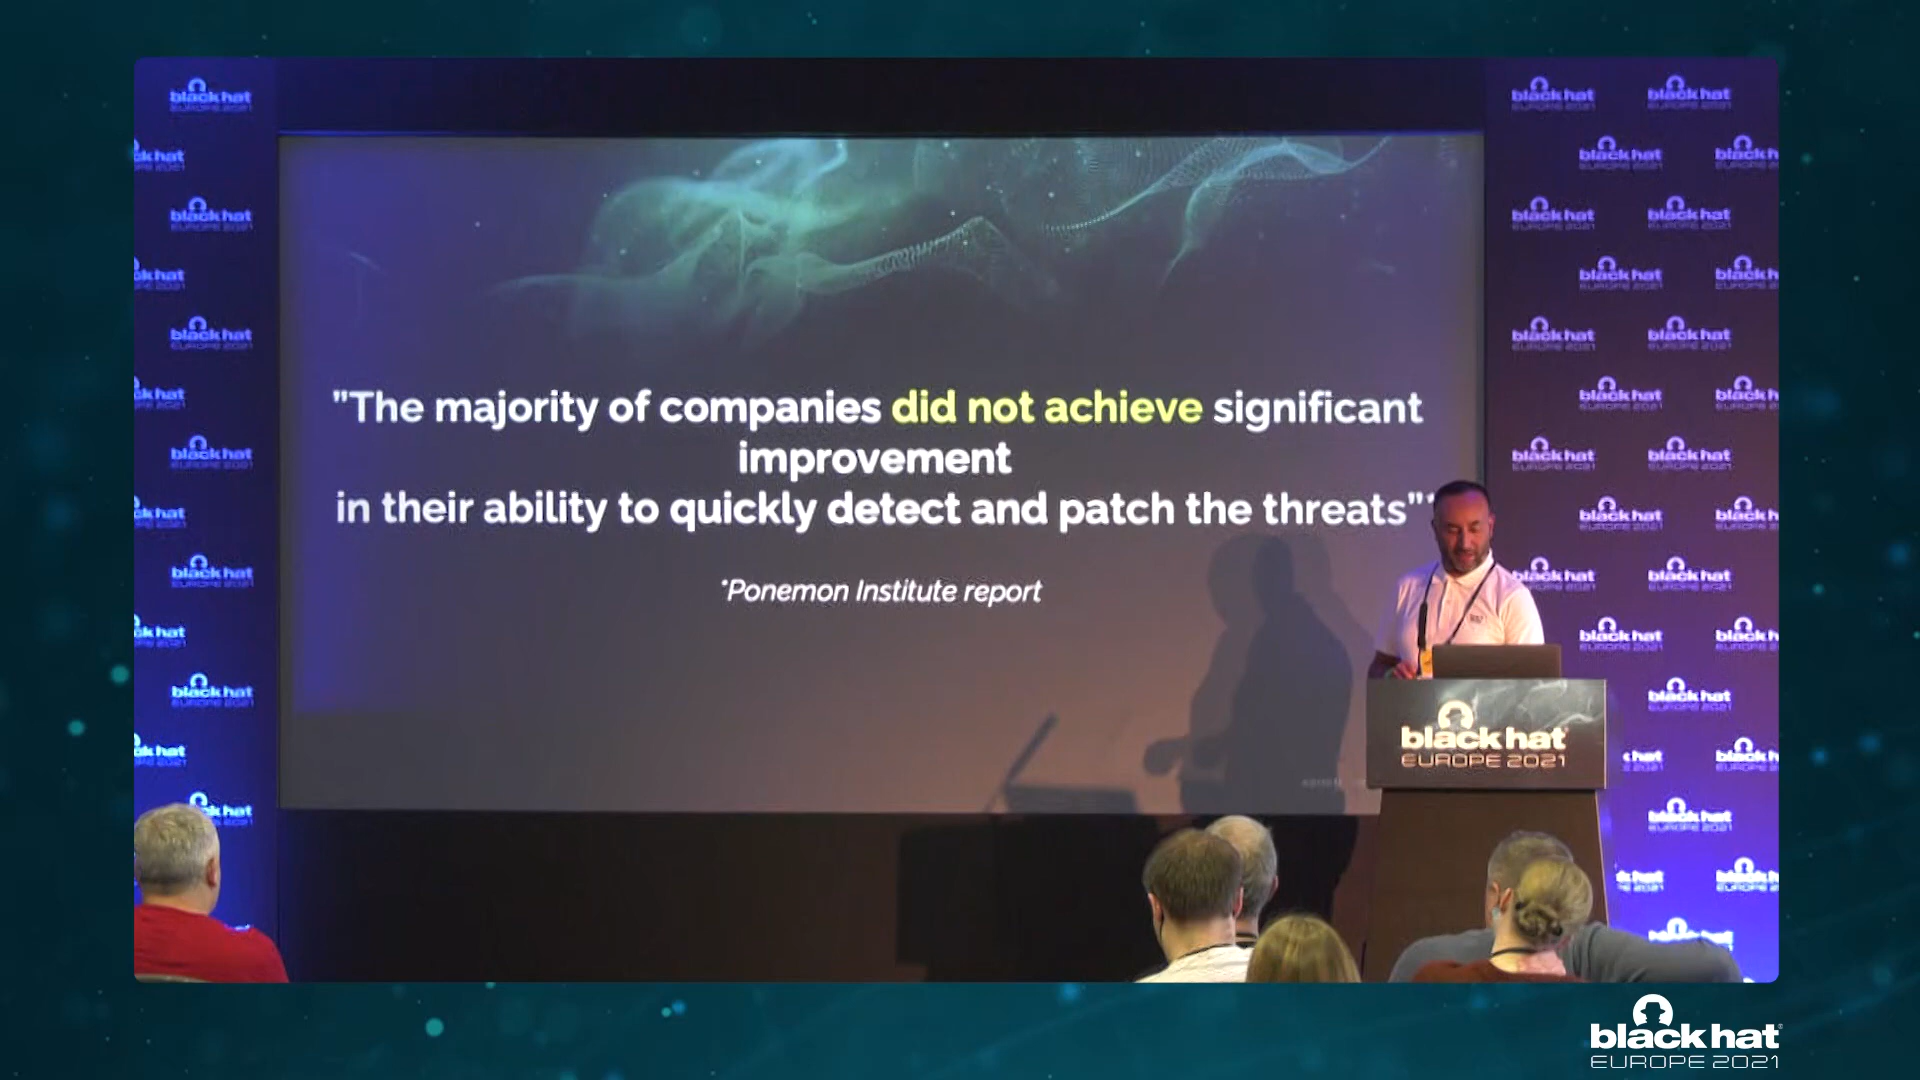 "The majority of companies did not achieve significant
improvement
in their ability to quickly detect and patch the threats"*
*Ponemon Institute report
black hat
EUROPE 2021
black hat
EUROPE 2021